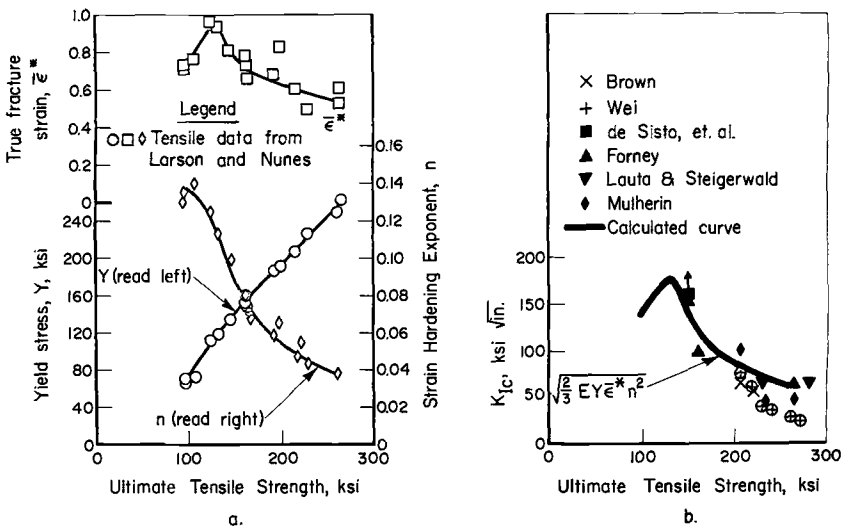 True fracture
strain, ε̄*
1.0
0.8
0.6
0.4
0.2
0.0
0
ε̄*
Legend
Tensile data from
Larson and Nunes
Yield stress, Y, ksi
240
200
160
120
80
40
0
Y (read left)
n (read right)
0.16
0.14
0.12
0.10
0.08
0.06
0.04
0.02
0
Strain Hardening Exponent, n
0
100
200
300
Ultimate Tensile Strength, ksi
a.
Brown
Wei
de Sisto, et. al.
Forney
Lauta & Steigerwald
Mulherin
Calculated curve
K_Ic, ksi √in.
200
150
100
50
0
√(2/3 EYε̄* n²)
0
100
200
300
Ultimate Tensile Strength, ksi
b.